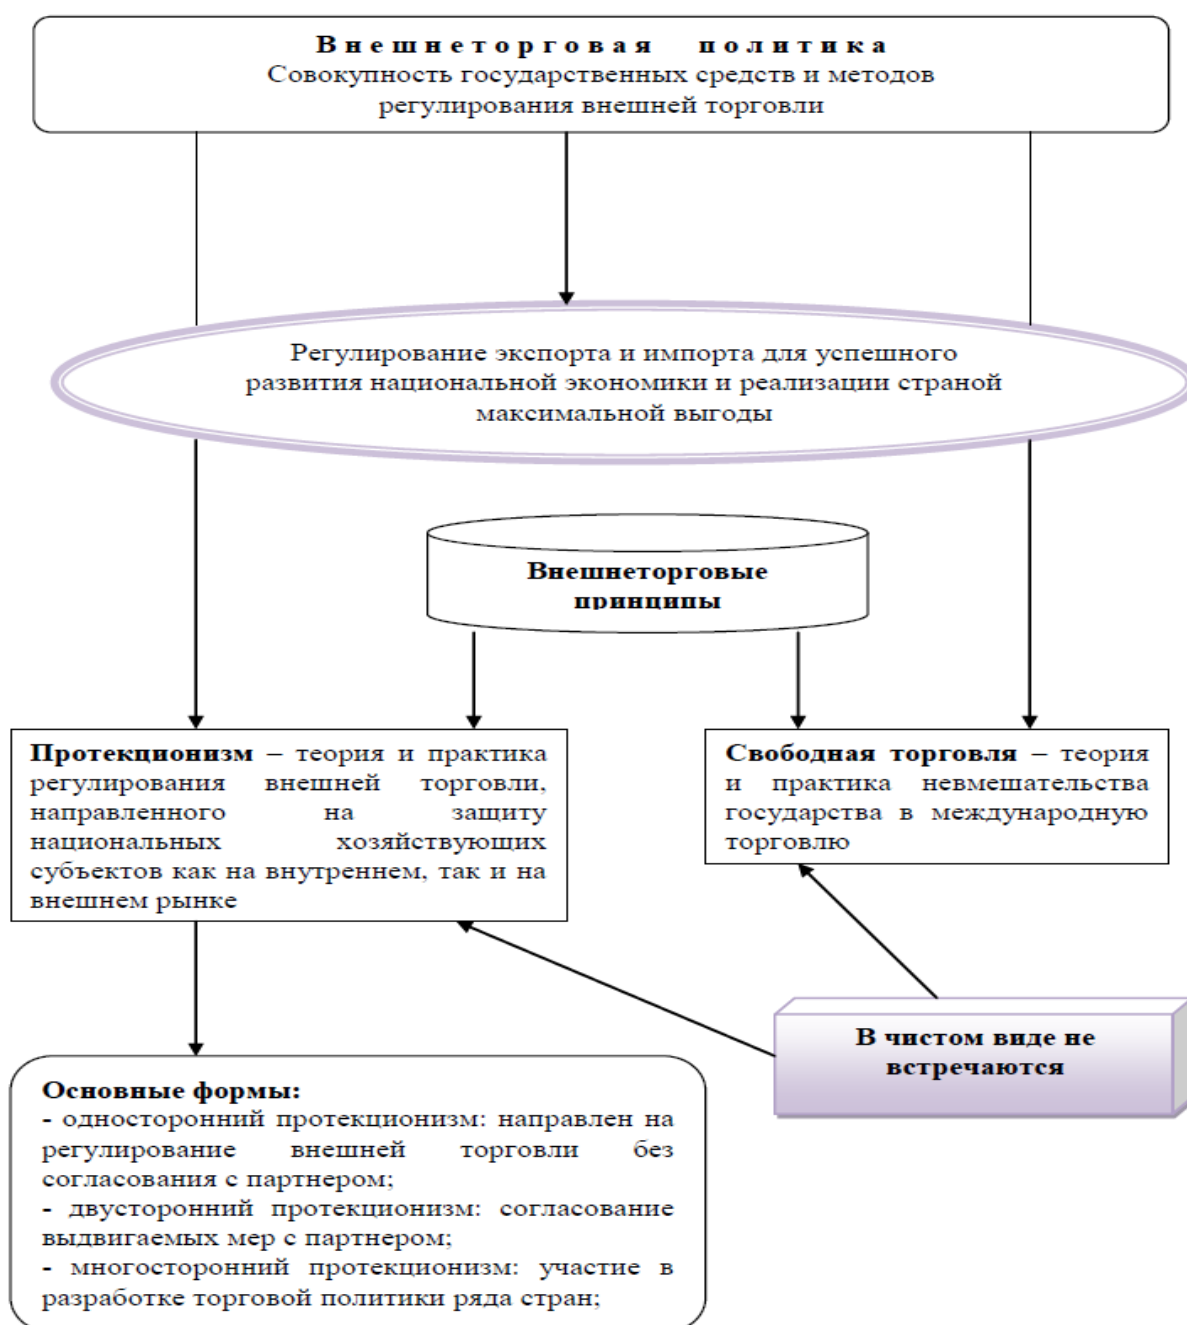 Внешнеторговая политика
Совокупность государственных средств и методов
регулирования внешней торговли
Регулирование экспорта и импорта для успешного
развития национальной экономики и реализации страной
максимальной выгоды
Внешнеторговые
принципы
Протекционизм – теория и практика
регулирования внешней торговли,
направленного на защиту
национальных хозяйствующих
субъектов как на внутреннем, так и на
внешнем рынке
Свободная торговля – теория
и практика невмешательства
государства в международную
торговлю
В чистом виде не
встречаются
Основные формы:
- односторонний протекционизм: направлен на
регулирование внешней торговли без
согласования с партнером;
- двусторонний протекционизм: согласование
выдвигаемых мер с партнером;
- многосторонний протекционизм: участие в
разработке торговой политики ряда стран;